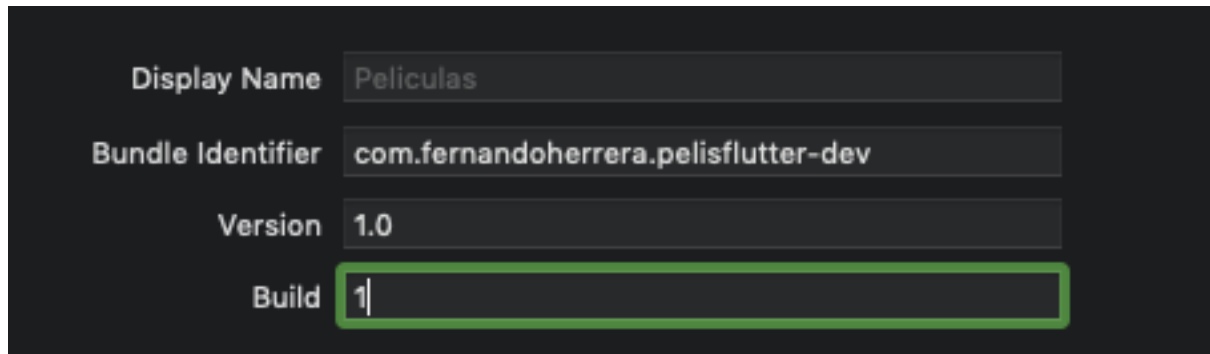 Display Name Peliculas
Bundle Identifier com.fernandoherrera.pelisflutter-dev
Version 1.0
Build 1